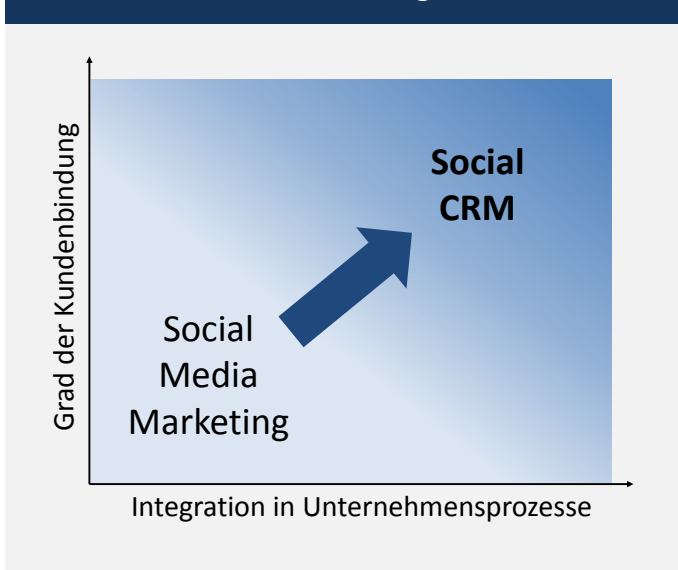 Social
CRM
Social
Media
Marketing
Grad der Kundenbindung
Integration in Unternehmensprozesse